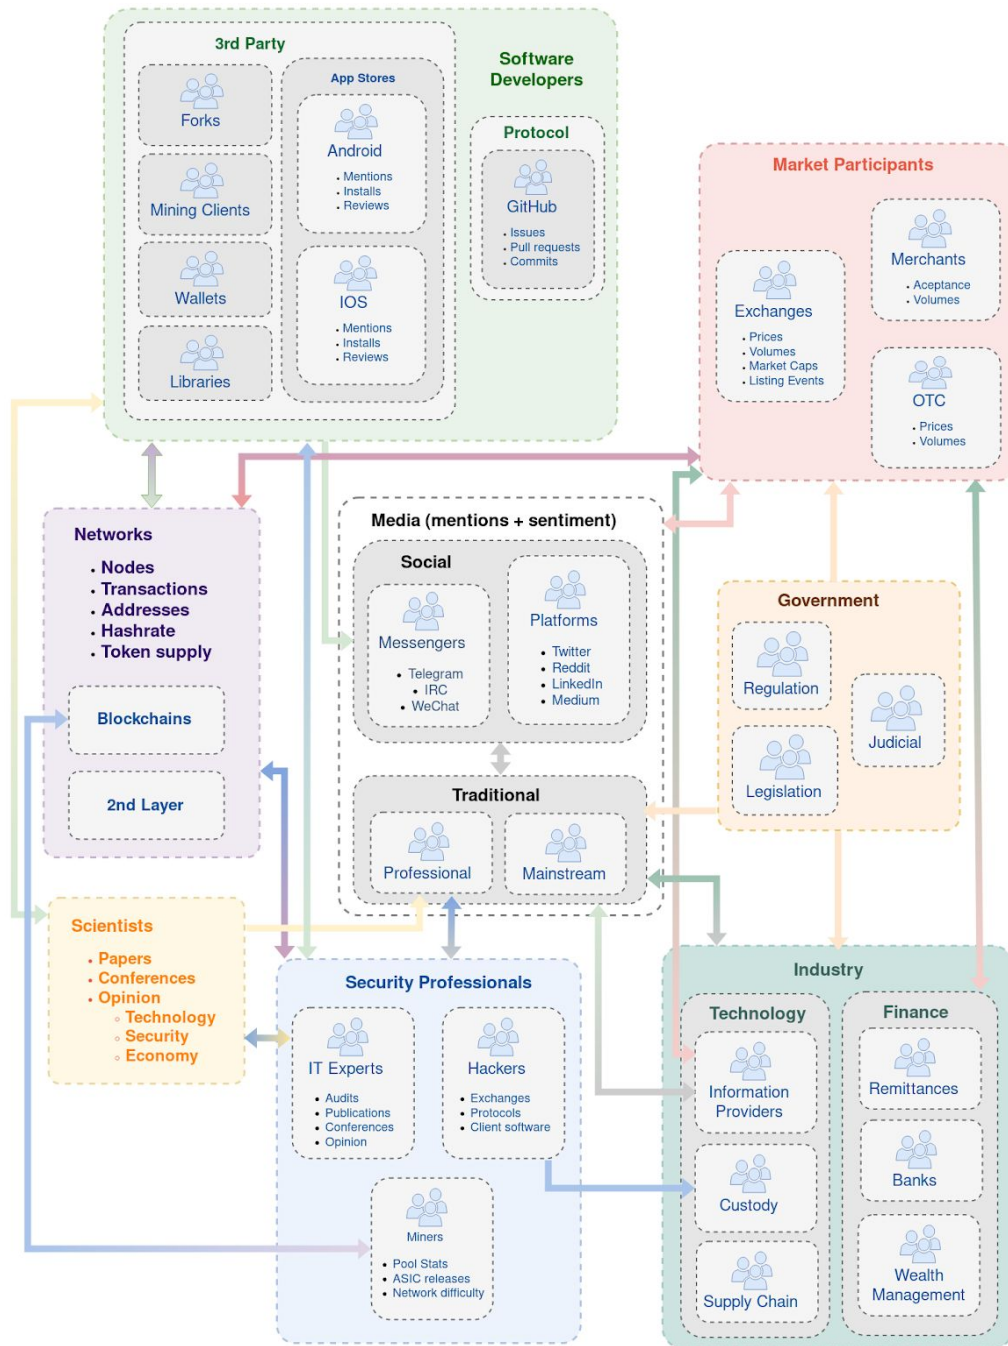 3rd Party
Forks
Mining Clients
Wallets
Libraries
App Stores
Android
Mentions
Installs
Reviews
IOS
Mentions
Installs
Reviews
Software
Developers
Protocol
GitHub
Issues
Pull requests
Commits
Market Participants
Exchanges
Prices
Volumes
Market Caps
Listing Events
Merchants
Aceptance
Volumes
OTC
Prices
Volumes
Networks
Nodes
Transactions
Addresses
Hashrate
Token supply
Blockchains
2nd Layer
Media (mentions + sentiment)
Social
Messengers
Telegram
IRC
WeChat
Platforms
Twitter
Reddit
LinkedIn
Medium
Traditional
Professional
Mainstream
Government
Regulation
Legislation
Judicial
Scientists
Papers
Conferences
Opinion
Technology
Security
Economy
Security Professionals
IT Experts
Audits
Publications
Conferences
Opinion
Hackers
Exchanges
Protocols
Client software
Miners
Pool Stats
ASIC releases
Network difficulty
Industry
Technology
Information
Providers
Custody
Supply Chain
Finance
Remittances
Banks
Wealth
Management